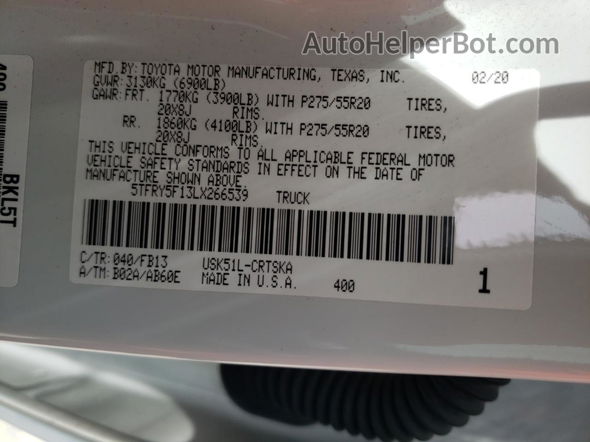 AutoHelperBot.com
MFD.BY:TOYOTA MOTOR MANUFACTURING, TEXAS, INC. 02/20
GVWR:3130KG (6900LB)
GAWR:FRT. 1770KG (3900LB) WITH P275/55R20 TIRES,
20X8J RIMS.
RR. 1860KG (4100LB) WITH P275/55R20 TIRES,
20X8J RIMS.
THIS VEHICLE CONFORMS TO ALL APPLICABLE FEDERAL MOTOR
VEHICLE SAFETY STANDARDS IN EFFECT ON THE DATE OF
MANUFACTURE SHOWN ABOVE.
5TFRY5F13LX266539 TRUCK
C/TR:040/FB13 USK51L-CRTSKA
A/TM:B02A/AB60E MADE IN U.S.A. 400 1
BKL5T